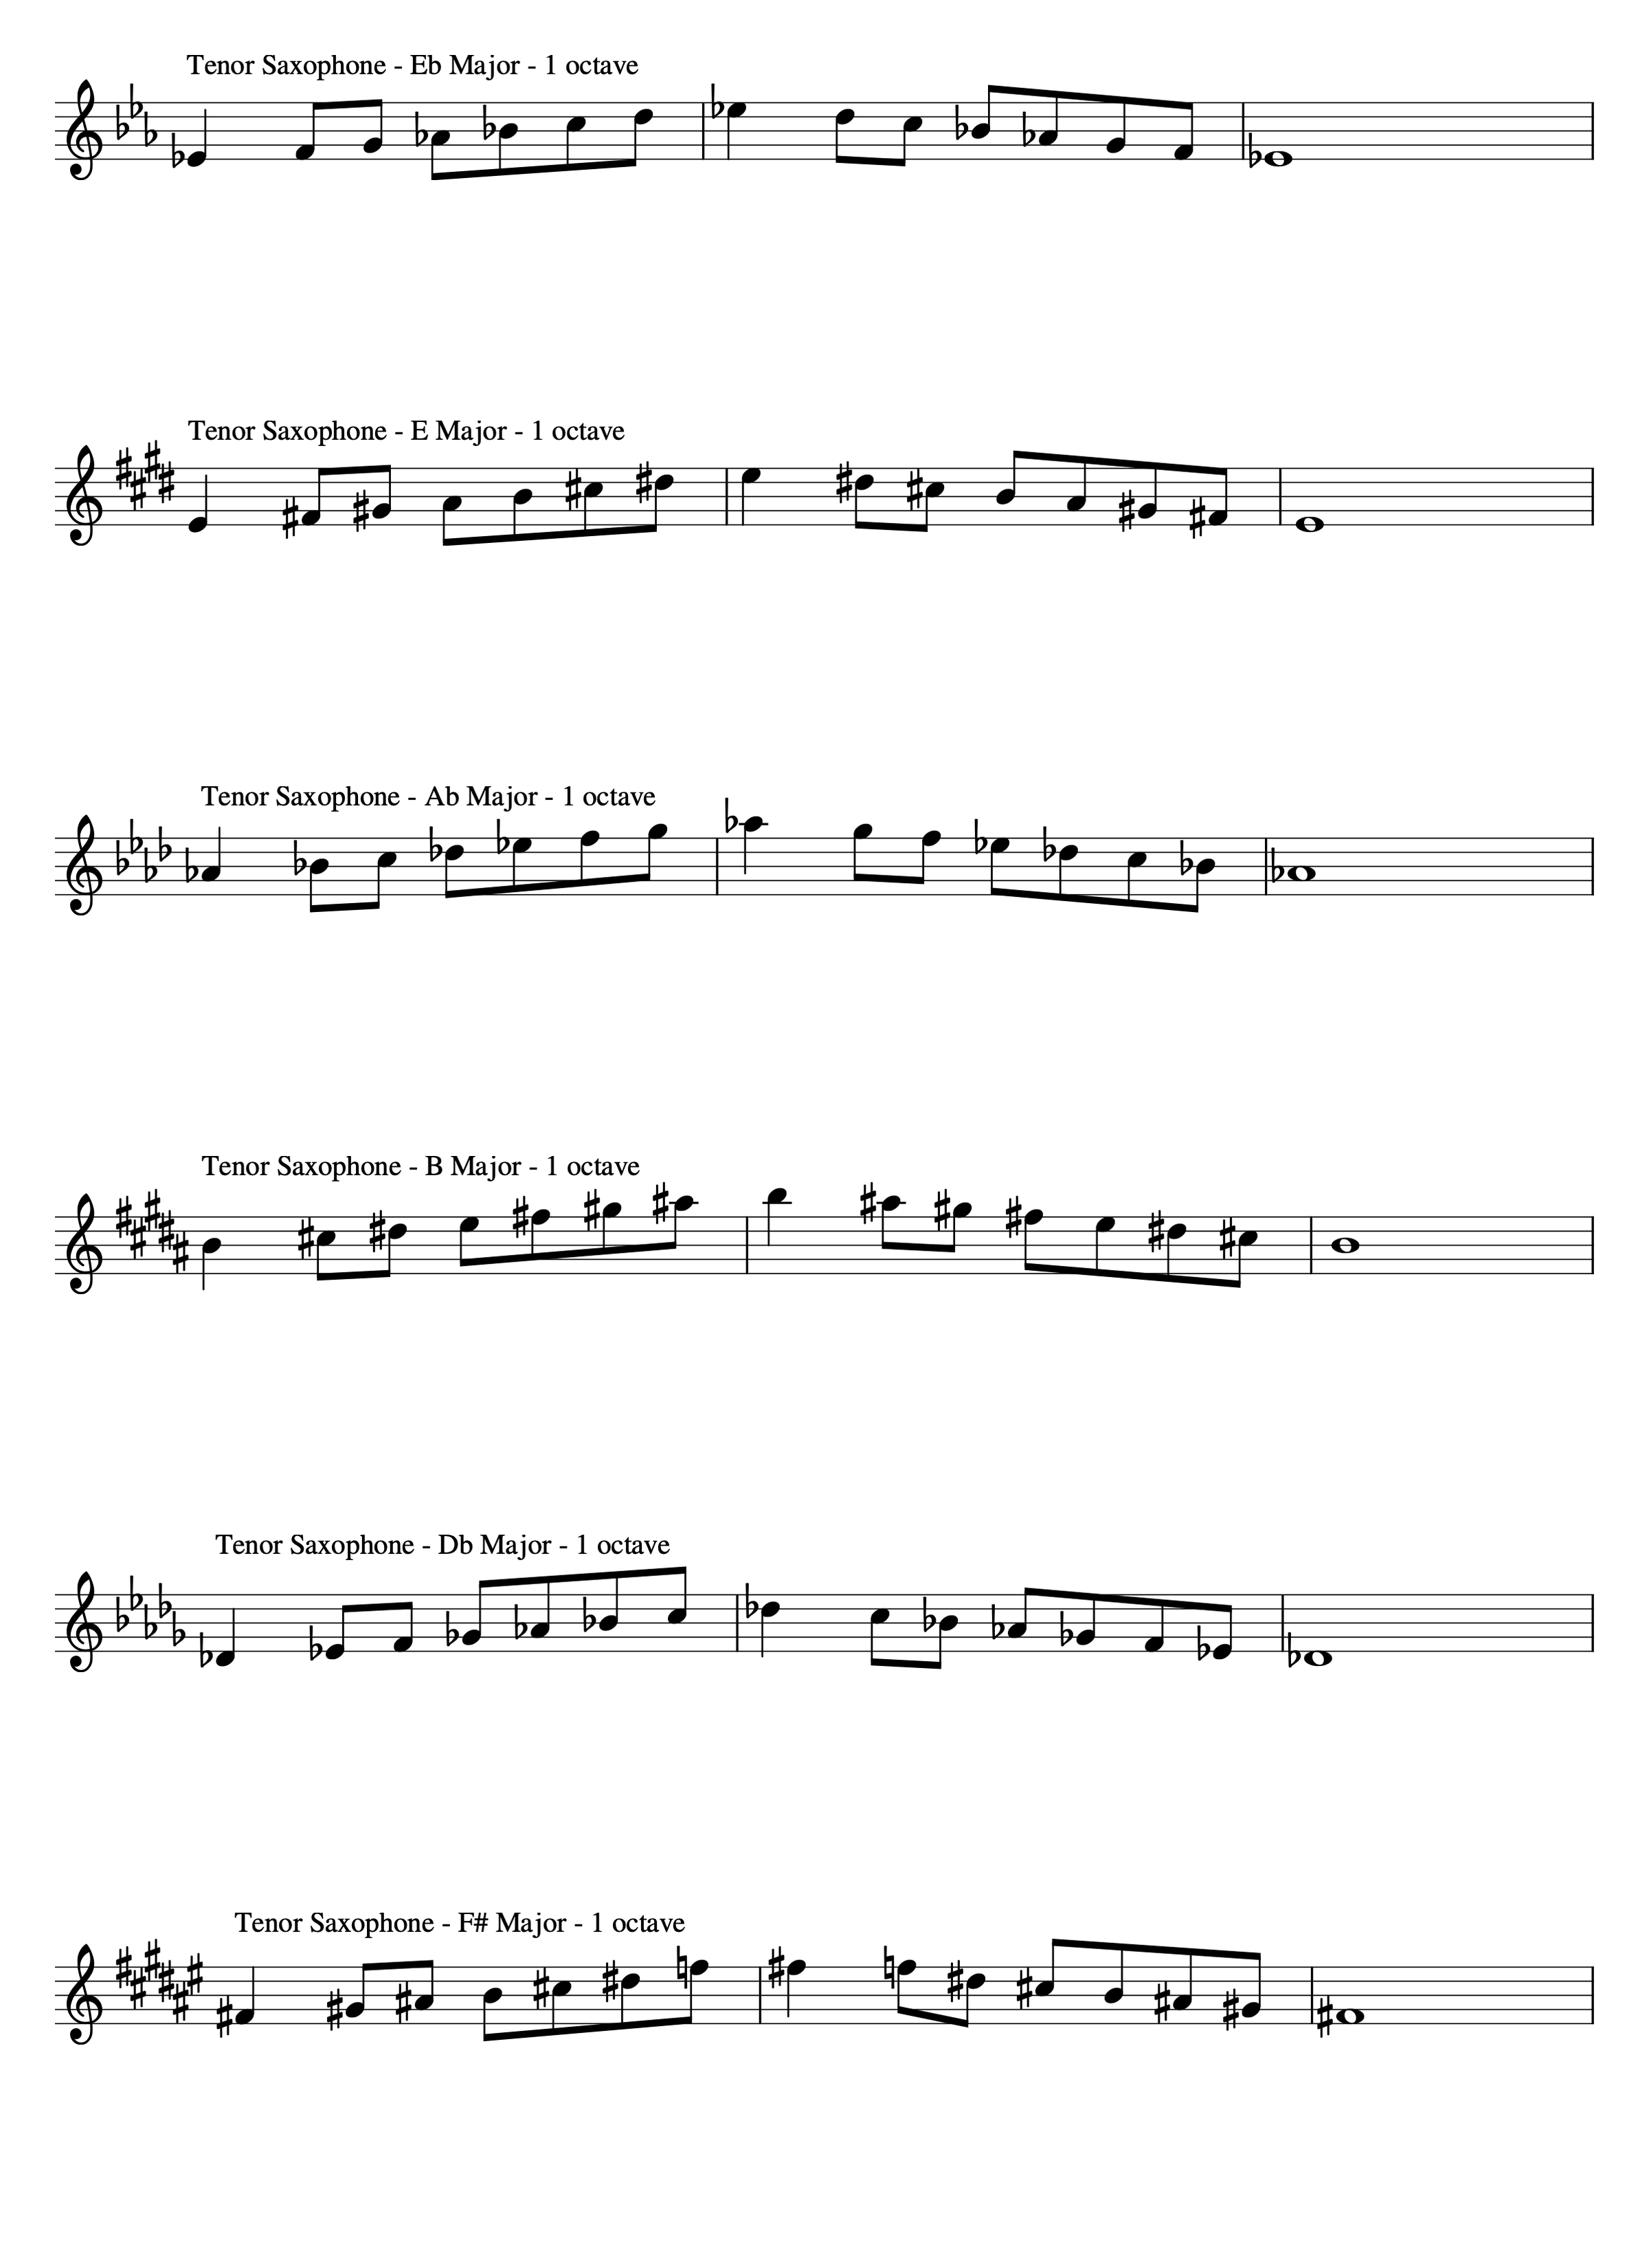 Tenor Saxophone - Eb Major - 1 octave
Tenor Saxophone - E Major - 1 octave
Tenor Saxophone - Ab Major - 1 octave
Tenor Saxophone - B Major - 1 octave
Tenor Saxophone - Db Major - 1 octave
Tenor Saxophone - F# Major - 1 octave